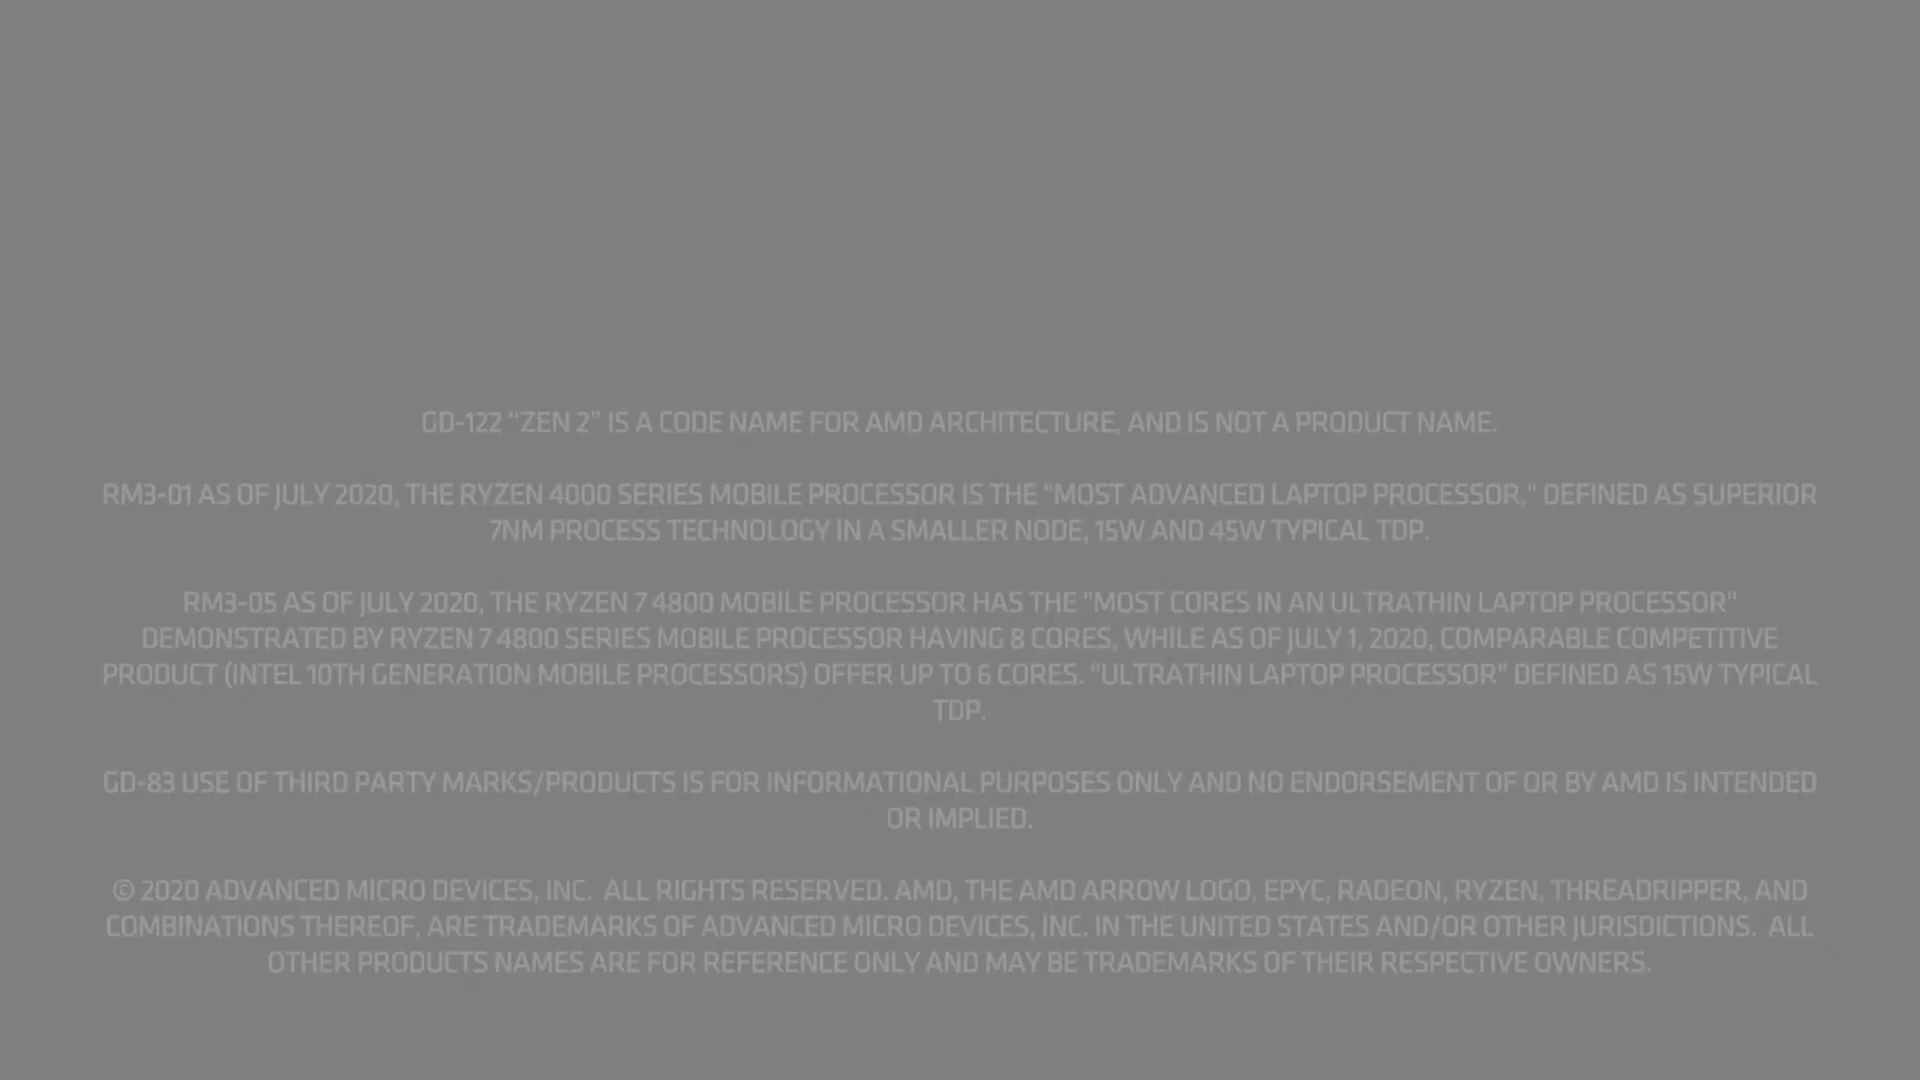 GD-122 “ZEN 2” IS A CODE NAME FOR AMD ARCHITECTURE, AND IS NOT A PRODUCT NAME.
RM3-01 AS OF JULY 2020, THE RYZEN 4000 SERIES MOBILE PROCESSOR IS THE "MOST ADVANCED LAPTOP PROCESSOR," DEFINED AS SUPERIOR
7NM PROCESS TECHNOLOGY IN A SMALLER NODE, 15W AND 45W TYPICAL TDP.
RM3-05 AS OF JULY 2020, THE RYZEN 7 4800 MOBILE PROCESSOR HAS THE "MOST CORES IN AN ULTRATHIN LAPTOP PROCESSOR"
DEMONSTRATED BY RYZEN 7 4800 SERIES MOBILE PROCESSOR HAVING 8 CORES, WHILE AS OF JULY 1, 2020, COMPARABLE COMPETITIVE
PRODUCT (INTEL 10TH GENERATION MOBILE PROCESSORS) OFFER UP TO 6 CORES. "ULTRATHIN LAPTOP PROCESSOR" DEFINED AS 15W TYPICAL
TDP.
GD-83 USE OF THIRD PARTY MARKS/PRODUCTS IS FOR INFORMATIONAL PURPOSES ONLY AND NO ENDORSEMENT OF OR BY AMD IS INTENDED
OR IMPLIED.
© 2020 ADVANCED MICRO DEVICES, INC.  ALL RIGHTS RESERVED. AMD, THE AMD ARROW LOGO, EPYC, RADEON, RYZEN, THREADRIPPER, AND
COMBINATIONS THEREOF, ARE TRADEMARKS OF ADVANCED MICRO DEVICES, INC. IN THE UNITED STATES AND/OR OTHER JURISDICTIONS.  ALL
OTHER PRODUCTS NAMES ARE FOR REFERENCE ONLY AND MAY BE TRADEMARKS OF THEIR RESPECTIVE OWNERS.